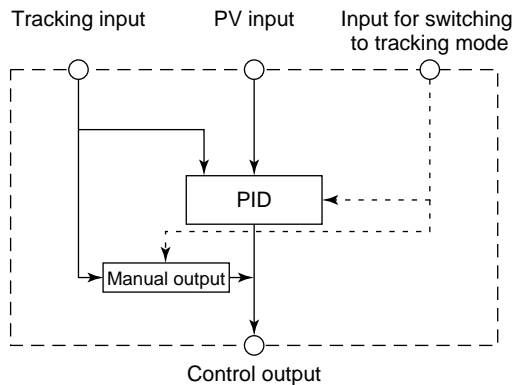 Tracking input
PV input
Input for switching
to tracking mode
PID
Manual output
Control output